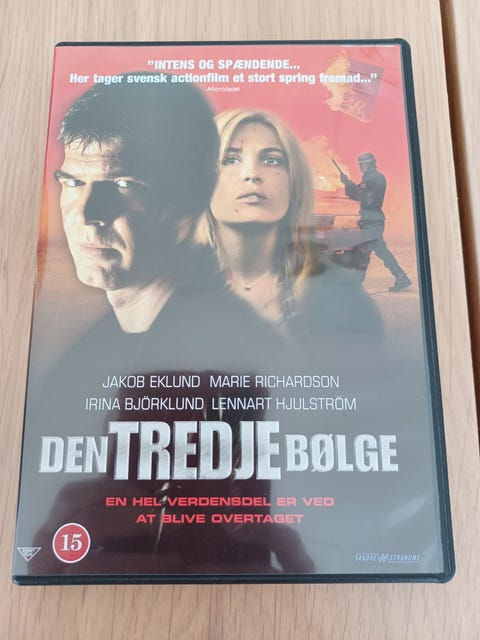 "INTENS OG SPÆNDENDE...
Her tager svensk actionfilm et stort spring fremad..."
Aftonbladet
JAKOB EKLUND MARIE RICHARDSON
IRINA BJÖRKLUND LENNART HJULSTRÖM
DEN TREDJE BØLGE
EN HEL VERDENSDEL ER VED
AT BLIVE OVERTAGET
15
SANDREW METRONOME